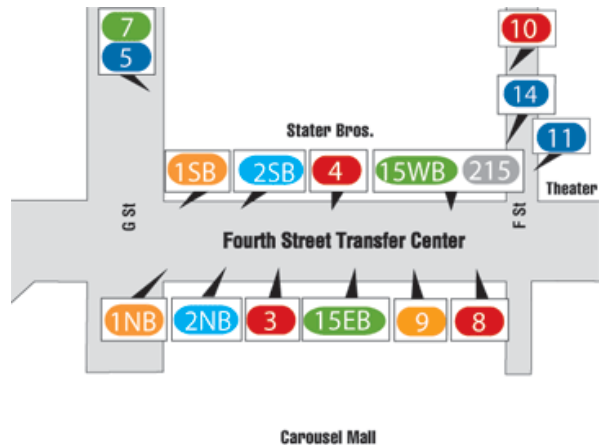 7
5
10
14
11
Stater Bros.
1SB 2SB 4 15WB 215
Theater
G St
F St
Fourth Street Transfer Center
1NB 2NB 3 15EB 9 8
Carousel Mall